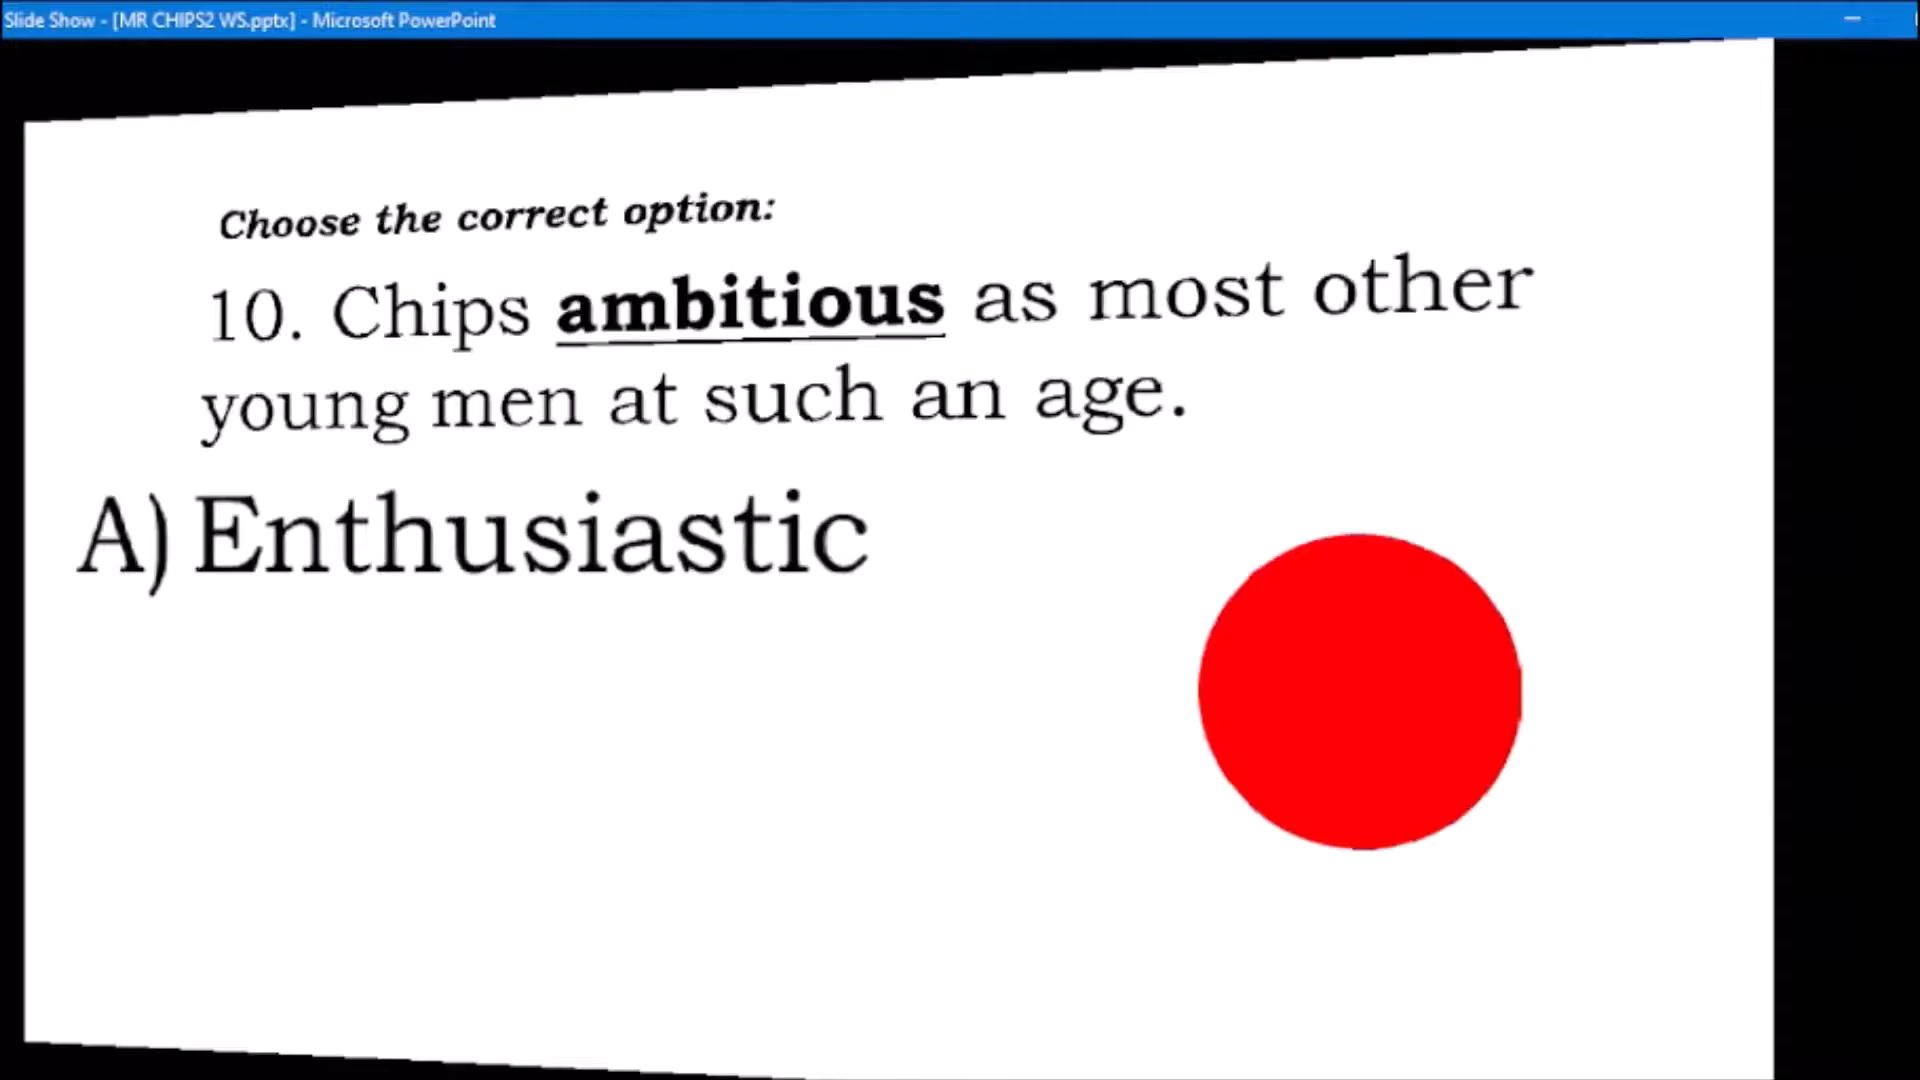 Slide Show - [MR CHIPS2 WS.pptx] - Microsoft PowerPoint
Choose the correct option:
10. Chips ambitious as most other
young men at such an age.
A) Enthusiastic